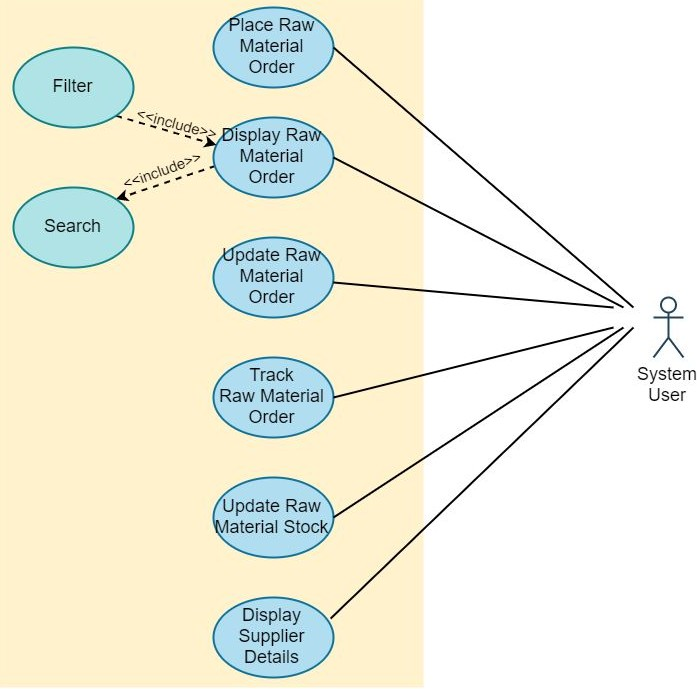 Place Raw
Material
Order
Filter
<<include>>
Display Raw
Material
Order
<<include>>
Search
Update Raw
Material
Order
System
User
Track
Raw Material
Order
Update Raw
Material Stock
Display
Supplier
Details